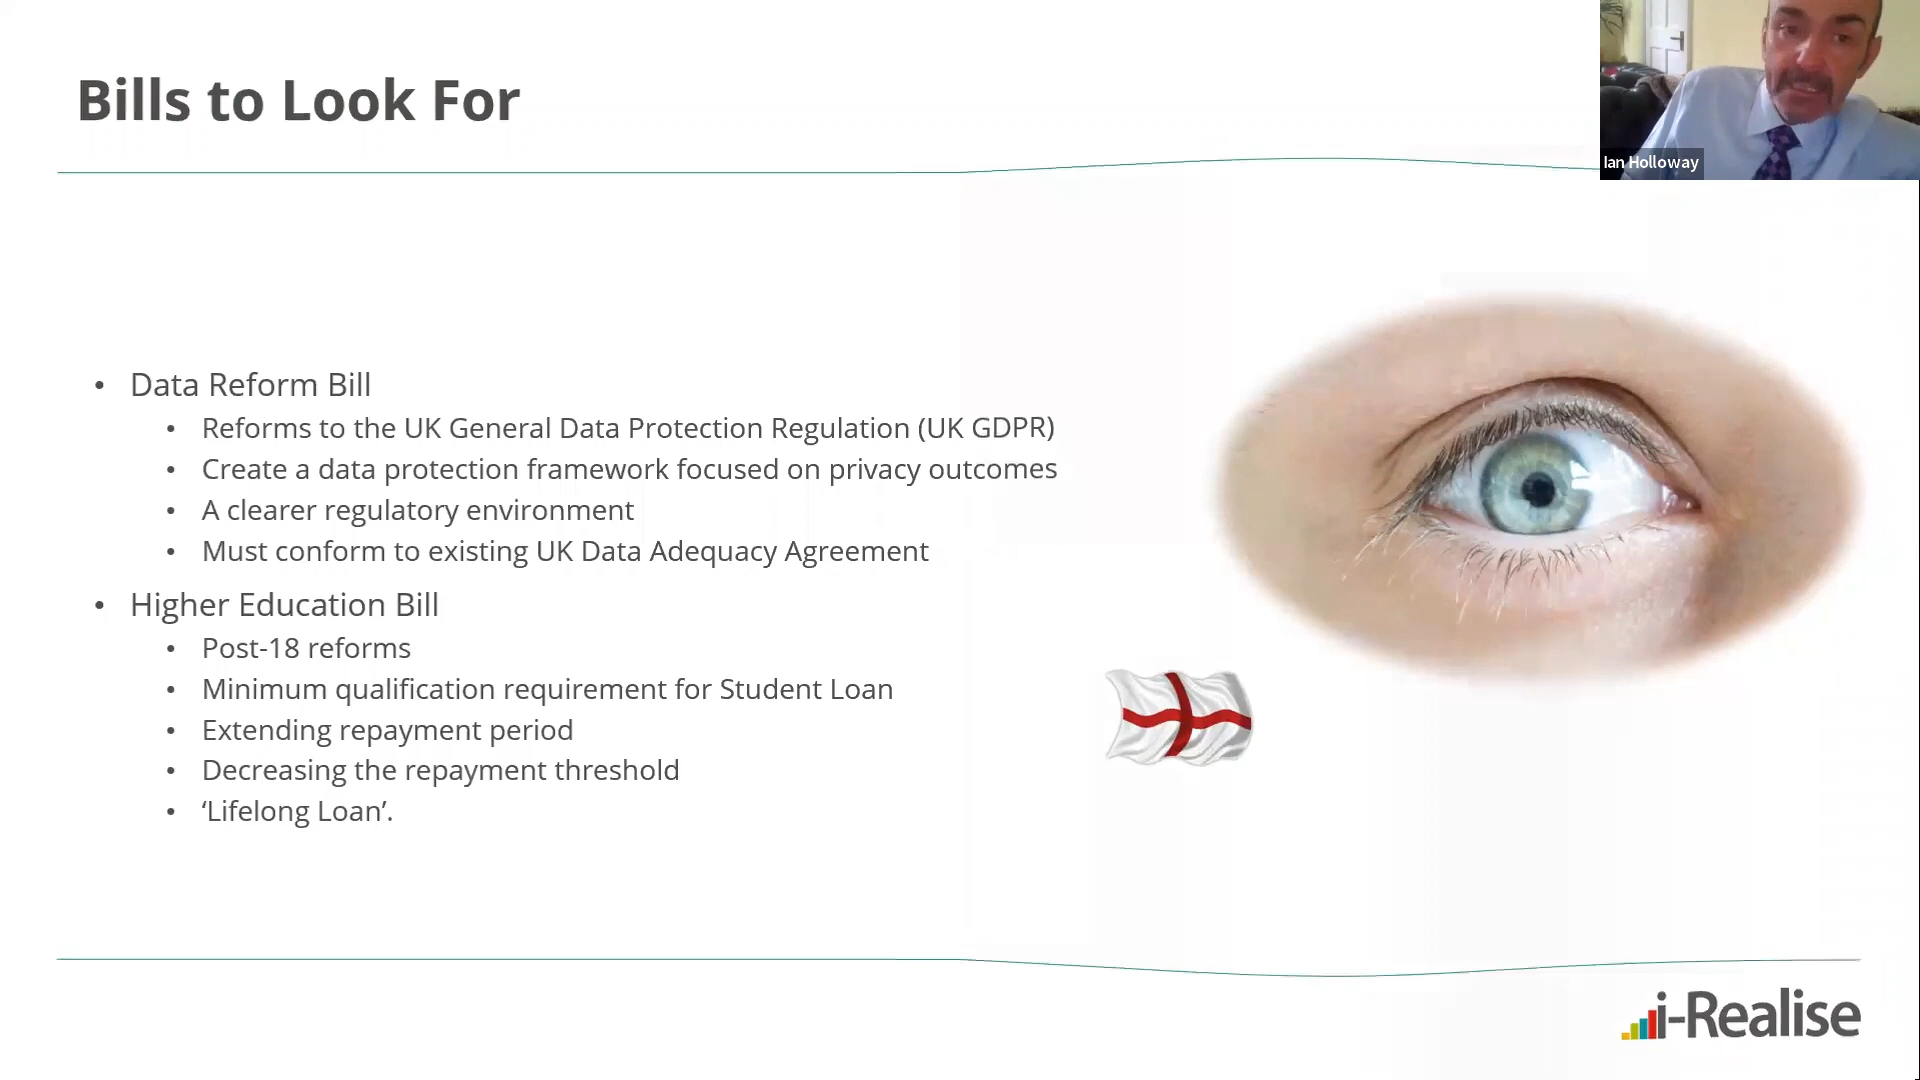 Bills to Look For
Ian Holloway
• Data Reform Bill
• Reforms to the UK General Data Protection Regulation (UK GDPR)
• Create a data protection framework focused on privacy outcomes
• A clearer regulatory environment
• Must conform to existing UK Data Adequacy Agreement
• Higher Education Bill
• Post-18 reforms
• Minimum qualification requirement for Student Loan
• Extending repayment period
• Decreasing the repayment threshold
• ‘Lifelong Loan’.
i-Realise